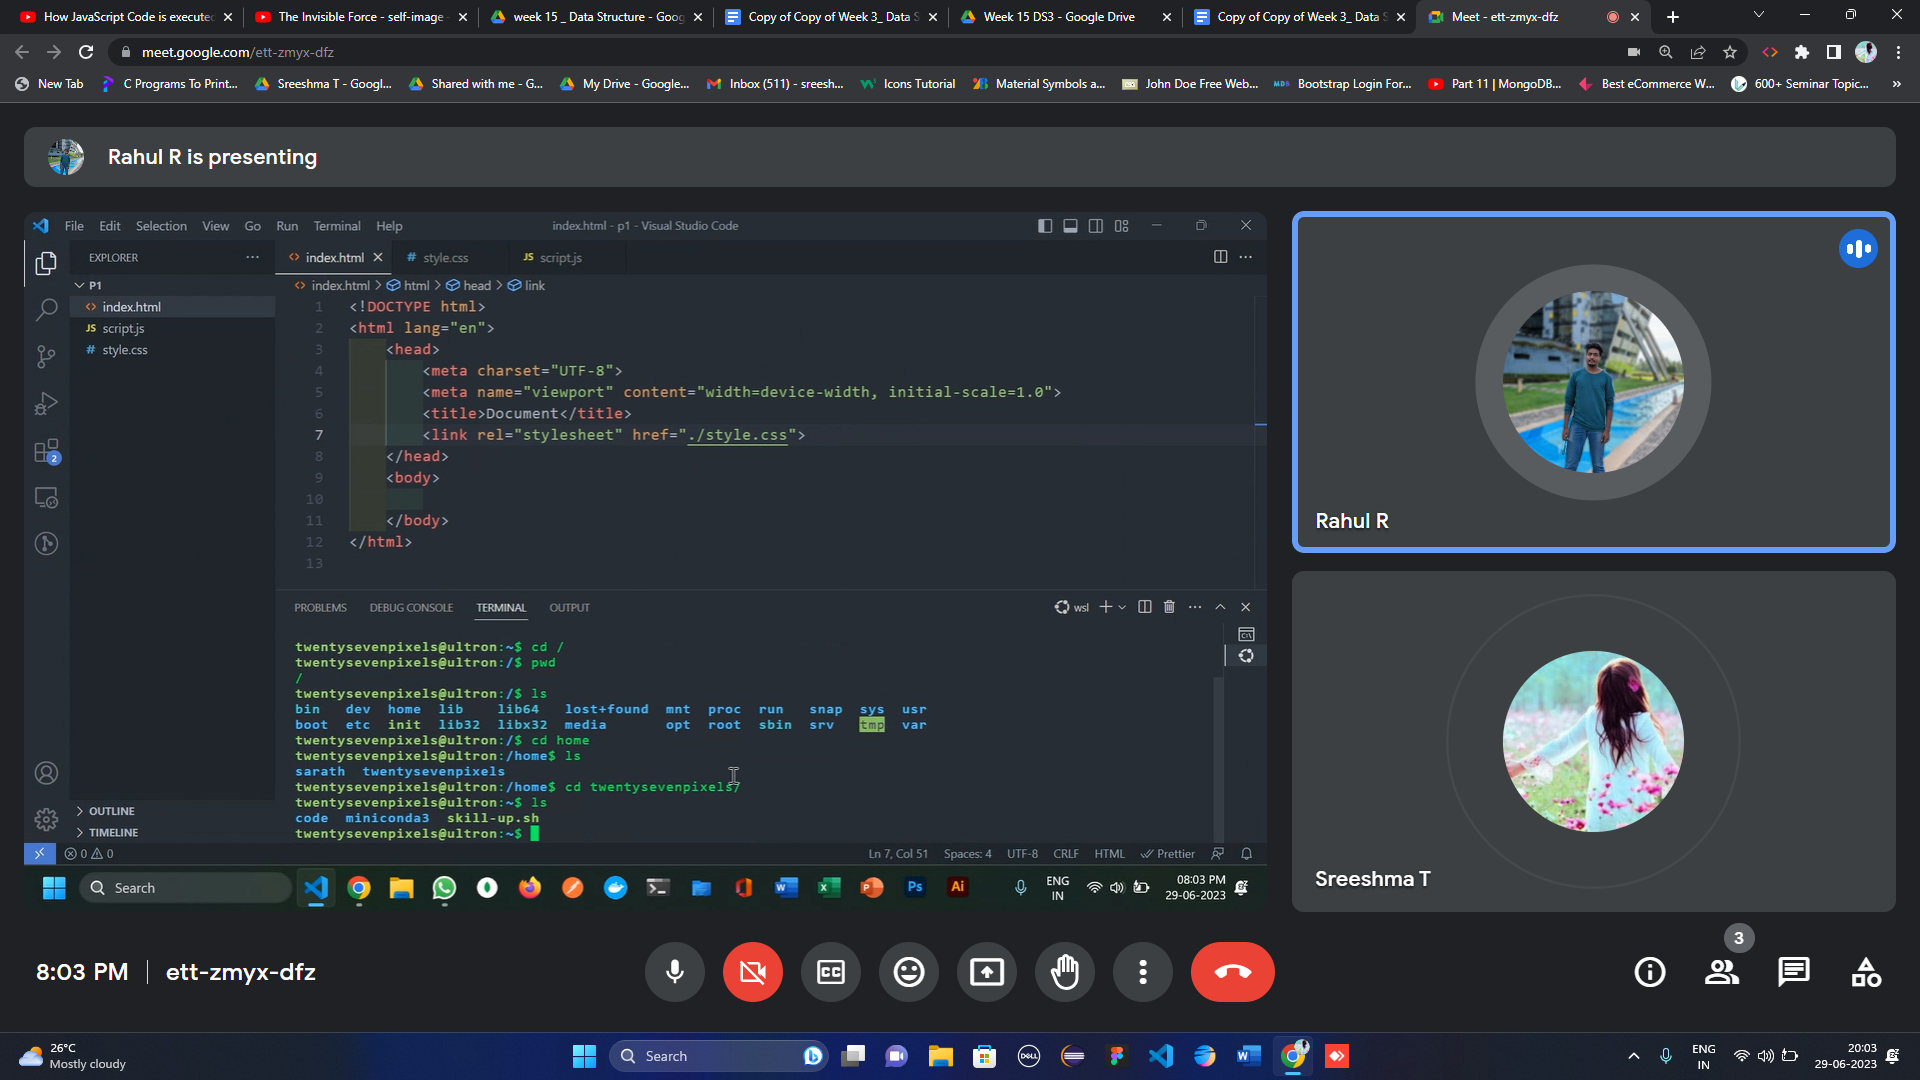 How JavaScript Code is execute
The Invisible Force - self-image
week 15 _ Data Structure - Goog
Copy of Copy of Week 3_ Data S
Week 15 DS3 - Google Drive
Copy of Copy of Week 3_ Data S
Meet - ett-zmyx-dfz
meet.google.com/ett-zmyx-dfz
New Tab
C Programs To Print...
Sreeshma T - Googl...
Shared with me - G...
My Drive - Google...
Inbox (511) - sreesh...
Icons Tutorial
Material Symbols a...
John Doe Free Web...
Bootstrap Login For...
Part 11 | MongoDB...
Best eCommerce W...
600+ Seminar Topic...
»
Rahul R is presenting
File Edit Selection View Go Run Terminal Help
index.html - p1 - Visual Studio Code
EXPLORER
index.html
# style.css
JS script.js
P1
index.html
JS script.js
# style.css
index.html > html > head > link
1 <!DOCTYPE html>
2 <html lang="en">
3 <head>
4 <meta charset="UTF-8">
5 <meta name="viewport" content="width=device-width, initial-scale=1.0">
6 <title>Document</title>
7 <link rel="stylesheet" href="./style.css">
8 </head>
9 <body>
10
11 </body>
12 </html>
13
2
PROBLEMS DEBUG CONSOLE TERMINAL OUTPUT
wsl
twentysevenpixels@ultron:~$ cd /
twentysevenpixels@ultron:/$ pwd
/
twentysevenpixels@ultron:/$ ls
bin dev home lib lib64 lost+found mnt proc run snap sys usr
boot etc init lib32 libx32 media opt root sbin srv tmp var
twentysevenpixels@ultron:/$ cd home
twentysevenpixels@ultron:/home$ ls
sarath twentysevenpixels
twentysevenpixels@ultron:/home$ cd twentysevenpixels/
twentysevenpixels@ultron:~$ ls
code miniconda3 skill-up.sh
twentysevenpixels@ultron:~$
OUTLINE
TIMELINE
0 0
Ln 7, Col 51 Spaces: 4 UTF-8 CRLF HTML Prettier
Search
Ps
Ai
ENG
IN
08:03 PM
29-06-2023
Rahul R
Sreeshma T
8:03 PM | ett-zmyx-dfz
CC
3
26°C
Mostly cloudy
Search
DELL
ENG
IN
20:03
29-06-2023